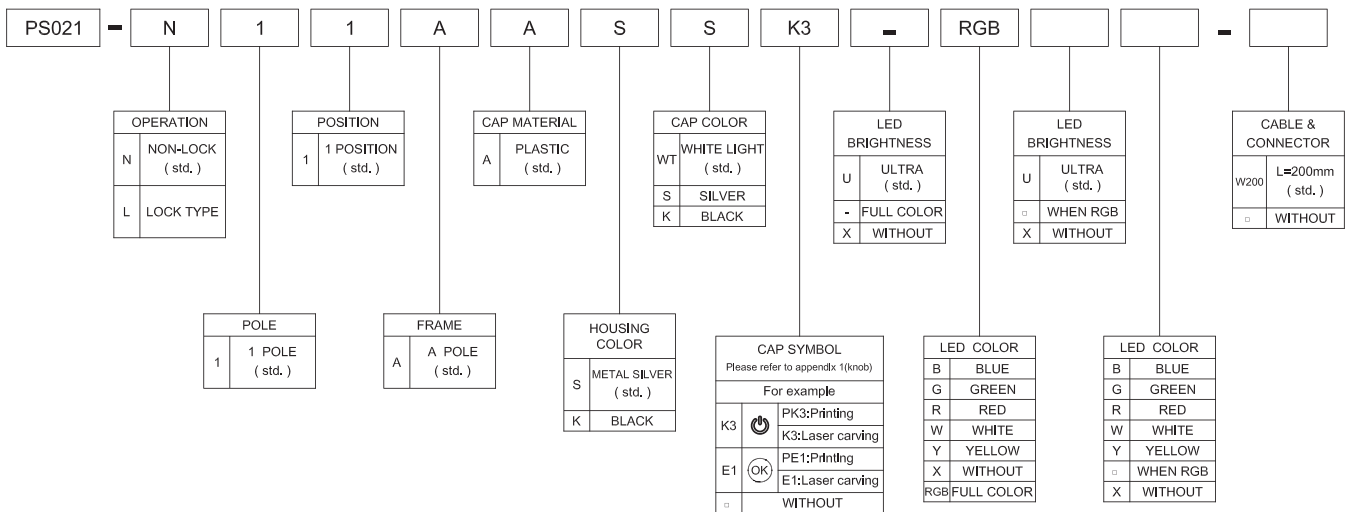 PS021 - N 1 1 A A S S K3 - RGB -
OPERATION
N NON-LOCK
( std. )
L LOCK TYPE
POSITION
1 1 POSITION
( std. )
CAP MATERIAL
A PLASTIC
( std. )
CAP COLOR
WT WHITE LIGHT
( std. )
S SILVER
K BLACK
LED
BRIGHTNESS
U ULTRA
( std. )
- FULL COLOR
X WITHOUT
LED
BRIGHTNESS
U ULTRA
( std. )
□ WHEN RGB
X WITHOUT
CABLE &
CONNECTOR
W200 L=200mm
( std. )
□ WITHOUT
POLE
1 1 POLE
( std. )
FRAME
A A POLE
( std. )
HOUSING
COLOR
S METAL SILVER
( std. )
K BLACK
CAP SYMBOL
Please refer to appendix 1(knob)
For example
K3 PK3:Printing
K3:Laser carving
E1 OK PE1:Printing
E1:Laser carving
□ WITHOUT
LED COLOR
B BLUE
G GREEN
R RED
W WHITE
Y YELLOW
X WITHOUT
RGB FULL COLOR
LED COLOR
B BLUE
G GREEN
R RED
W WHITE
Y YELLOW
□ WHEN RGB
X WITHOUT